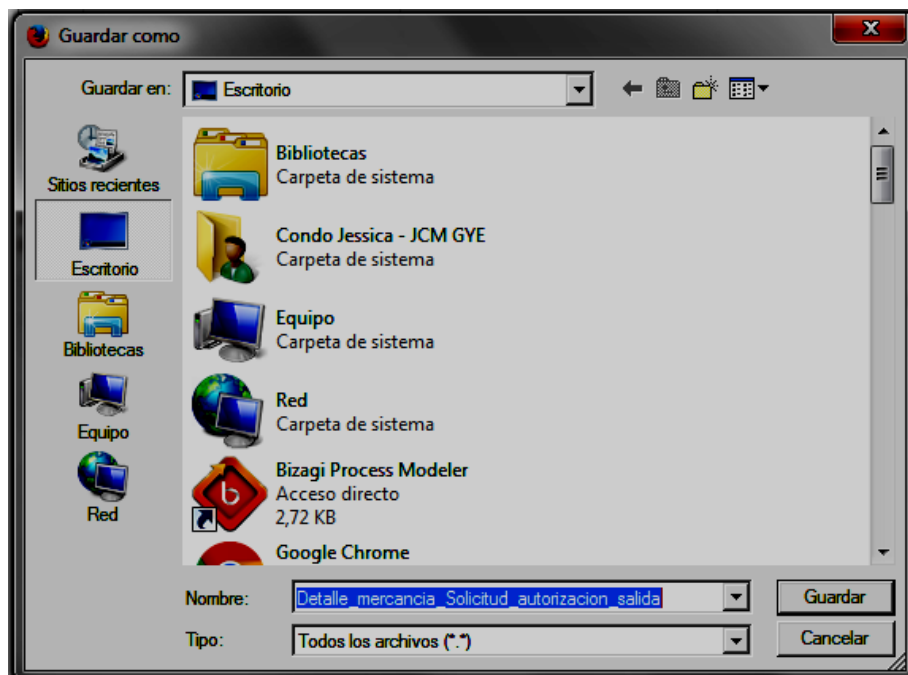 Guardar como
Guardar en:
Escritorio
Sitios recientes
Escritorio
Bibliotecas
Equipo
Red
Bibliotecas
Carpeta de sistema
Condo Jessica - JCM GYE
Carpeta de sistema
Equipo
Carpeta de sistema
Red
Carpeta de sistema
Bizagi Process Modeler
Acceso directo
2,72 KB
Google Chrome
Nombre:
Detalle_mercancia_Solicitud_autorizacion_salida
Guardar
Tipo:
Todos los archivos (*.*)
Cancelar